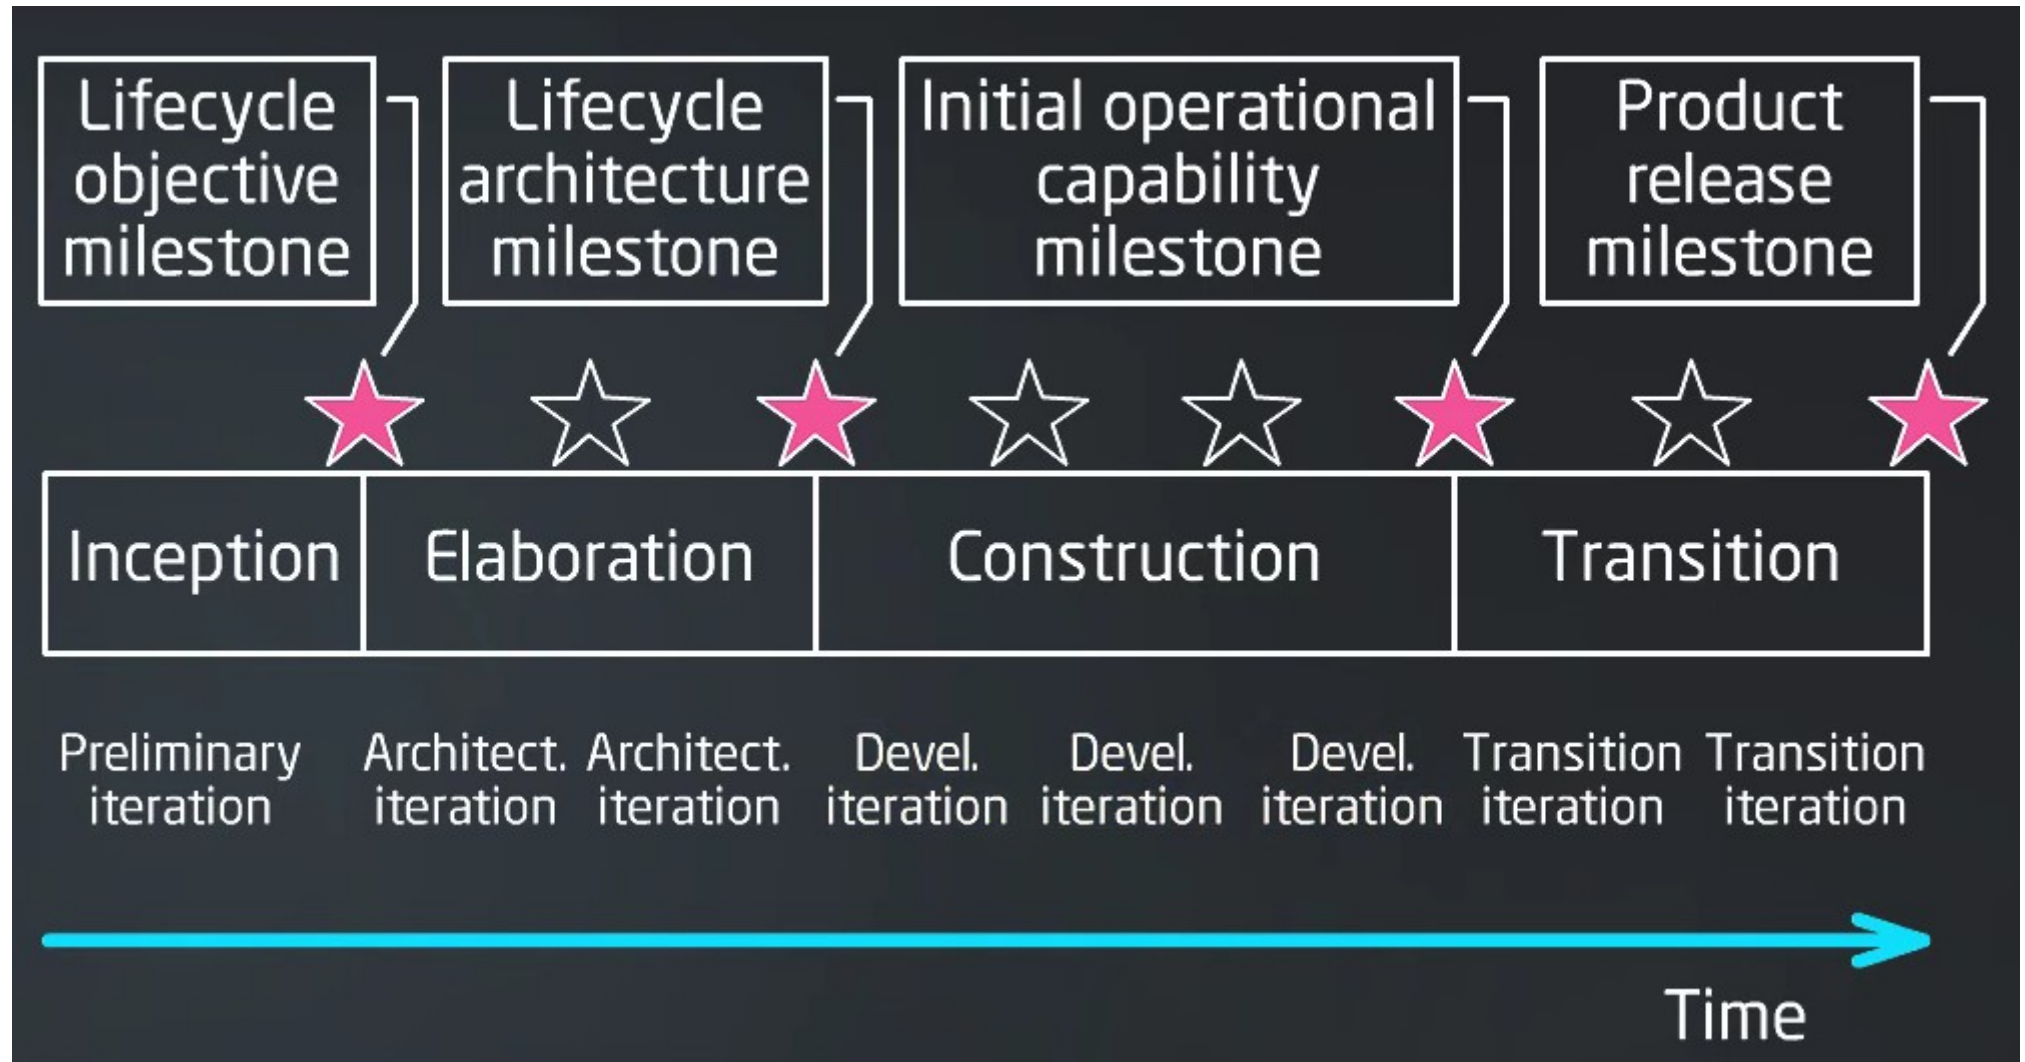 Lifecycle
objective
milestone
Lifecycle
architecture
milestone
Initial operational
capability
milestone
Product
release
milestone
Inception
Elaboration
Construction
Transition
Preliminary
iteration
Architect.
iteration
Architect.
iteration
Devel.
iteration
Devel.
iteration
Devel.
iteration
Transition
iteration
Transition
iteration
Time